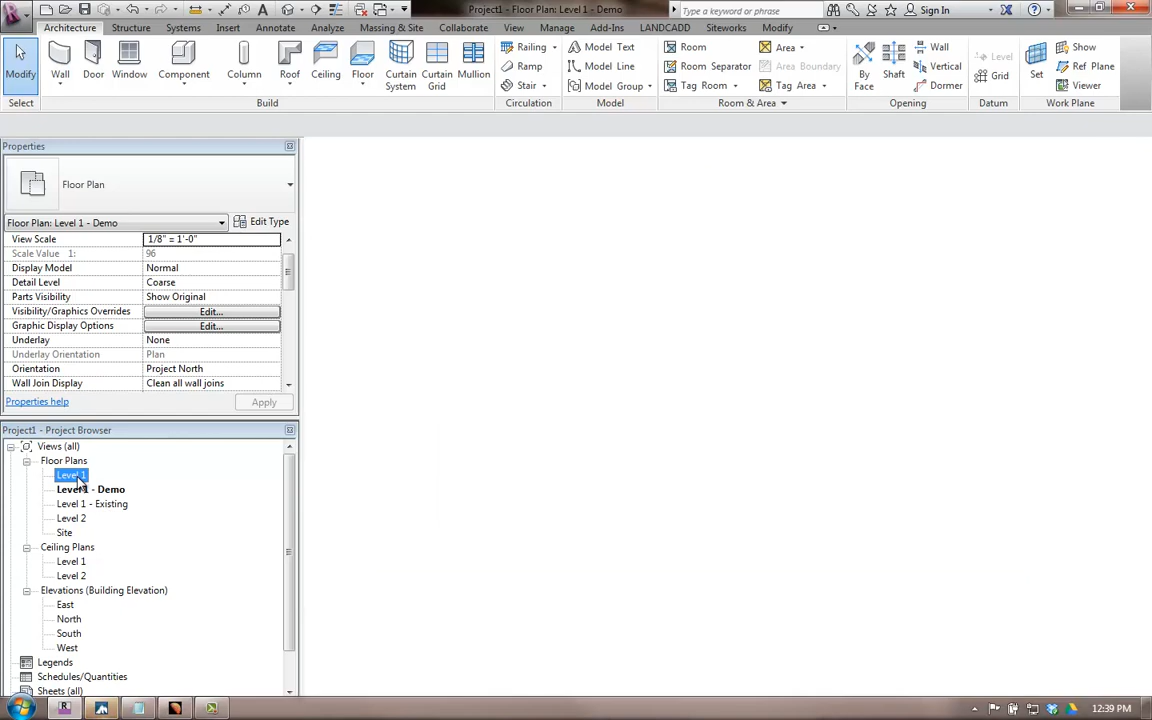 Project1 - Floor Plan: Level 1 - Demo
Type a keyword or phrase
Sign In
Architecture Structure Systems Insert Annotate Analyze Massing & Site Collaborate View Manage Add-Ins LANDCADD Siteworks Modify
Modify
Wall
Door
Window
Component
Column
Roof
Ceiling
Floor
Curtain System
Curtain Grid
Mullion
Railing
Ramp
Stair
Model Text
Model Line
Model Group
Room
Room Separator
Tag Room
Area
Area Boundary
Tag Area
By Face
Shaft
Wall
Vertical
Dormer
Level
Grid
Set
Show
Ref Plane
Viewer
Select Build Circulation Model Room & Area Opening Datum Work Plane
Properties
Floor Plan
Floor Plan: Level 1 - Demo Edit Type
View Scale 1/8" = 1'-0"
Scale Value 1: 96
Display Model Normal
Detail Level Coarse
Parts Visibility Show Original
Visibility/Graphics Overrides Edit...
Graphic Display Options Edit...
Underlay None
Underlay Orientation Plan
Orientation Project North
Wall Join Display Clean all wall joins
Properties help Apply
Project1 - Project Browser
Views (all)
Floor Plans
Level 1
Level 1 - Demo
Level 1 - Existing
Level 2
Site
Ceiling Plans
Level 1
Level 2
Elevations (Building Elevation)
East
North
South
West
Legends
Schedules/Quantities
Sheets (all)
12:39 PM